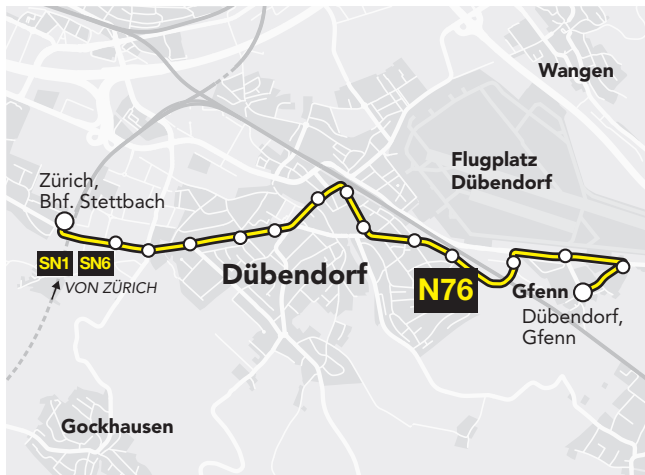 Wangen
Flugplatz
Dübendorf
Zürich,
Bhf. Stettbach
SN1 SN6
VON ZÜRICH
Dübendorf
N76
Gfenn
Dübendorf,
Gfenn
Gockhausen